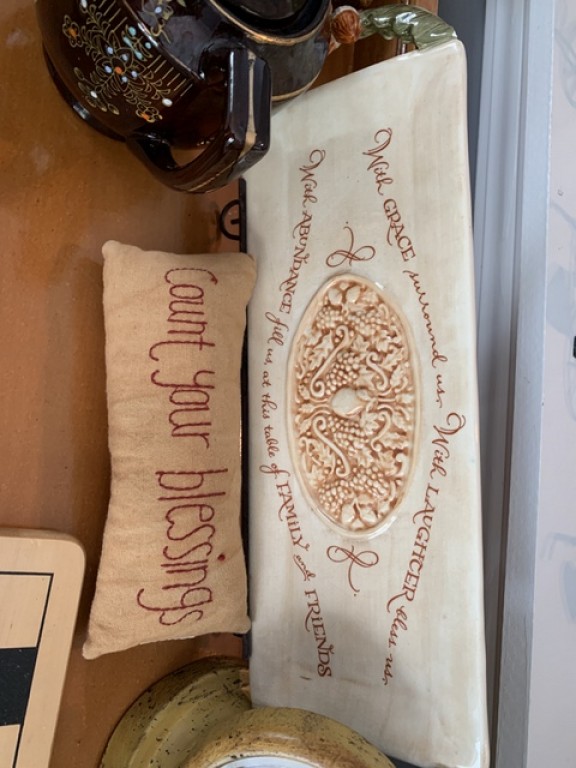 With GRACE surround us, With LAUGHTER bless us,
With ABUNDANCE fill us, at this table of FAMILY and FRIENDS
Count your blessings